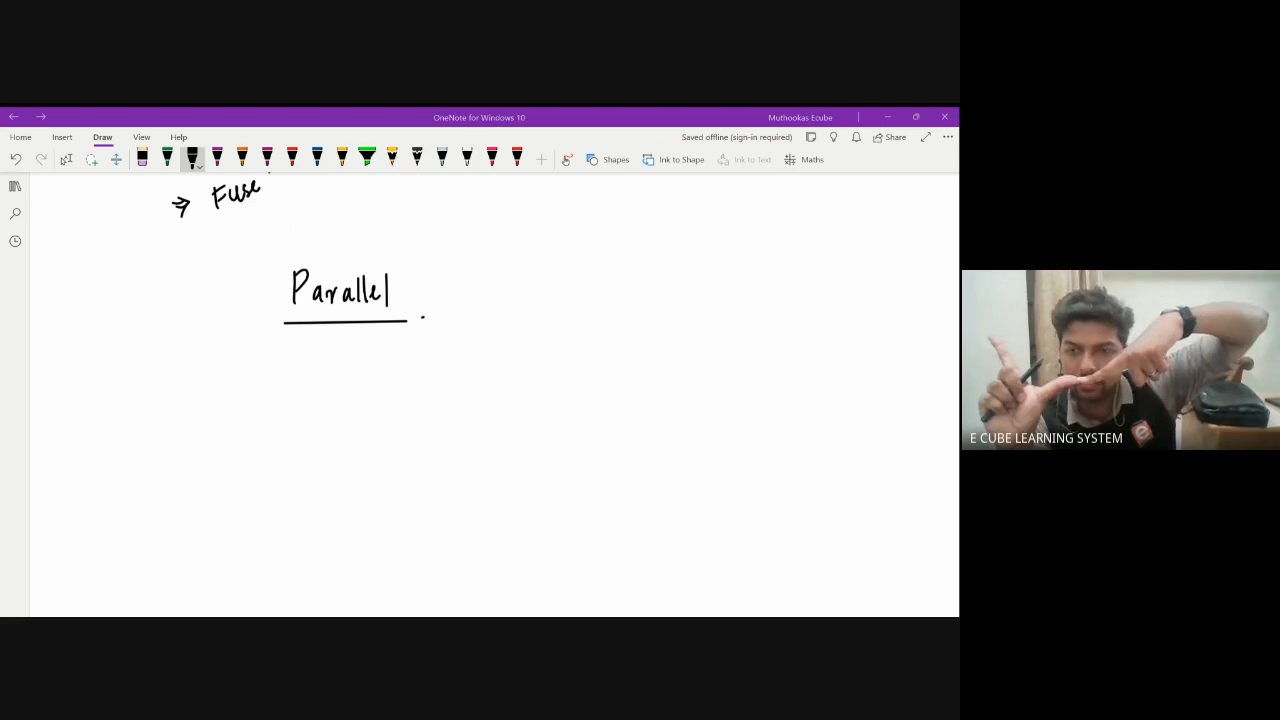 OneNote for Windows 10
Muthookas Ecube
Home Insert Draw View Help
Saved offline (sign-in required)
Share
Shapes
Ink to Shape
Ink to Text
Maths
⇒ Fuse
Parallel .
E CUBE LEARNING SYSTEM